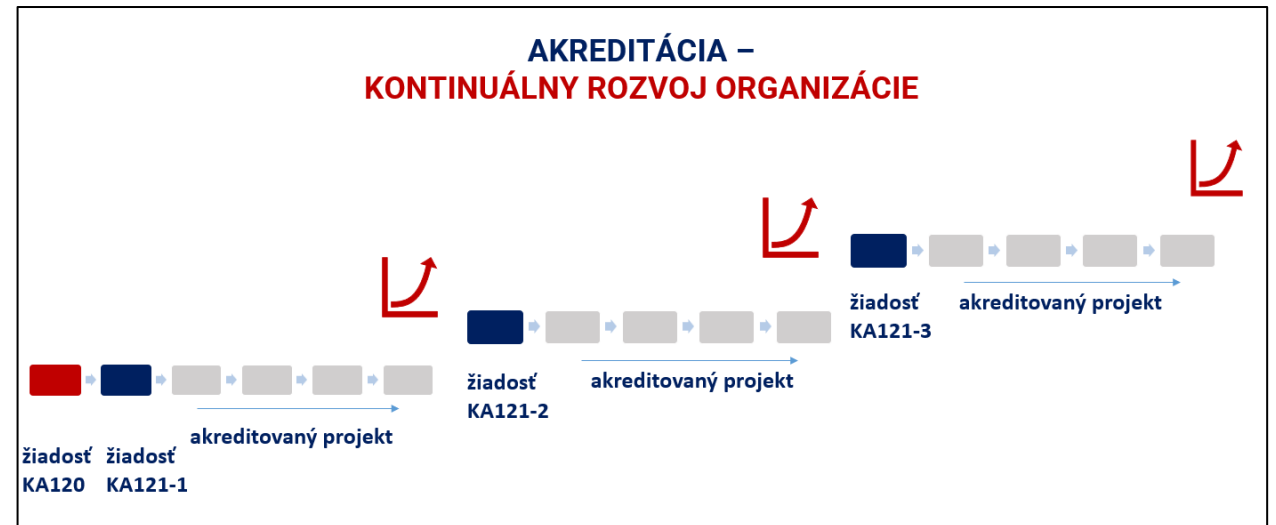 AKREDITÁCIA –
KONTINUÁLNY ROZVOJ ORGANIZÁCIE
žiadosť
KA120
žiadosť
KA121-1
akreditovaný projekt
žiadosť
KA121-2
akreditovaný projekt
žiadosť
KA121-3
akreditovaný projekt